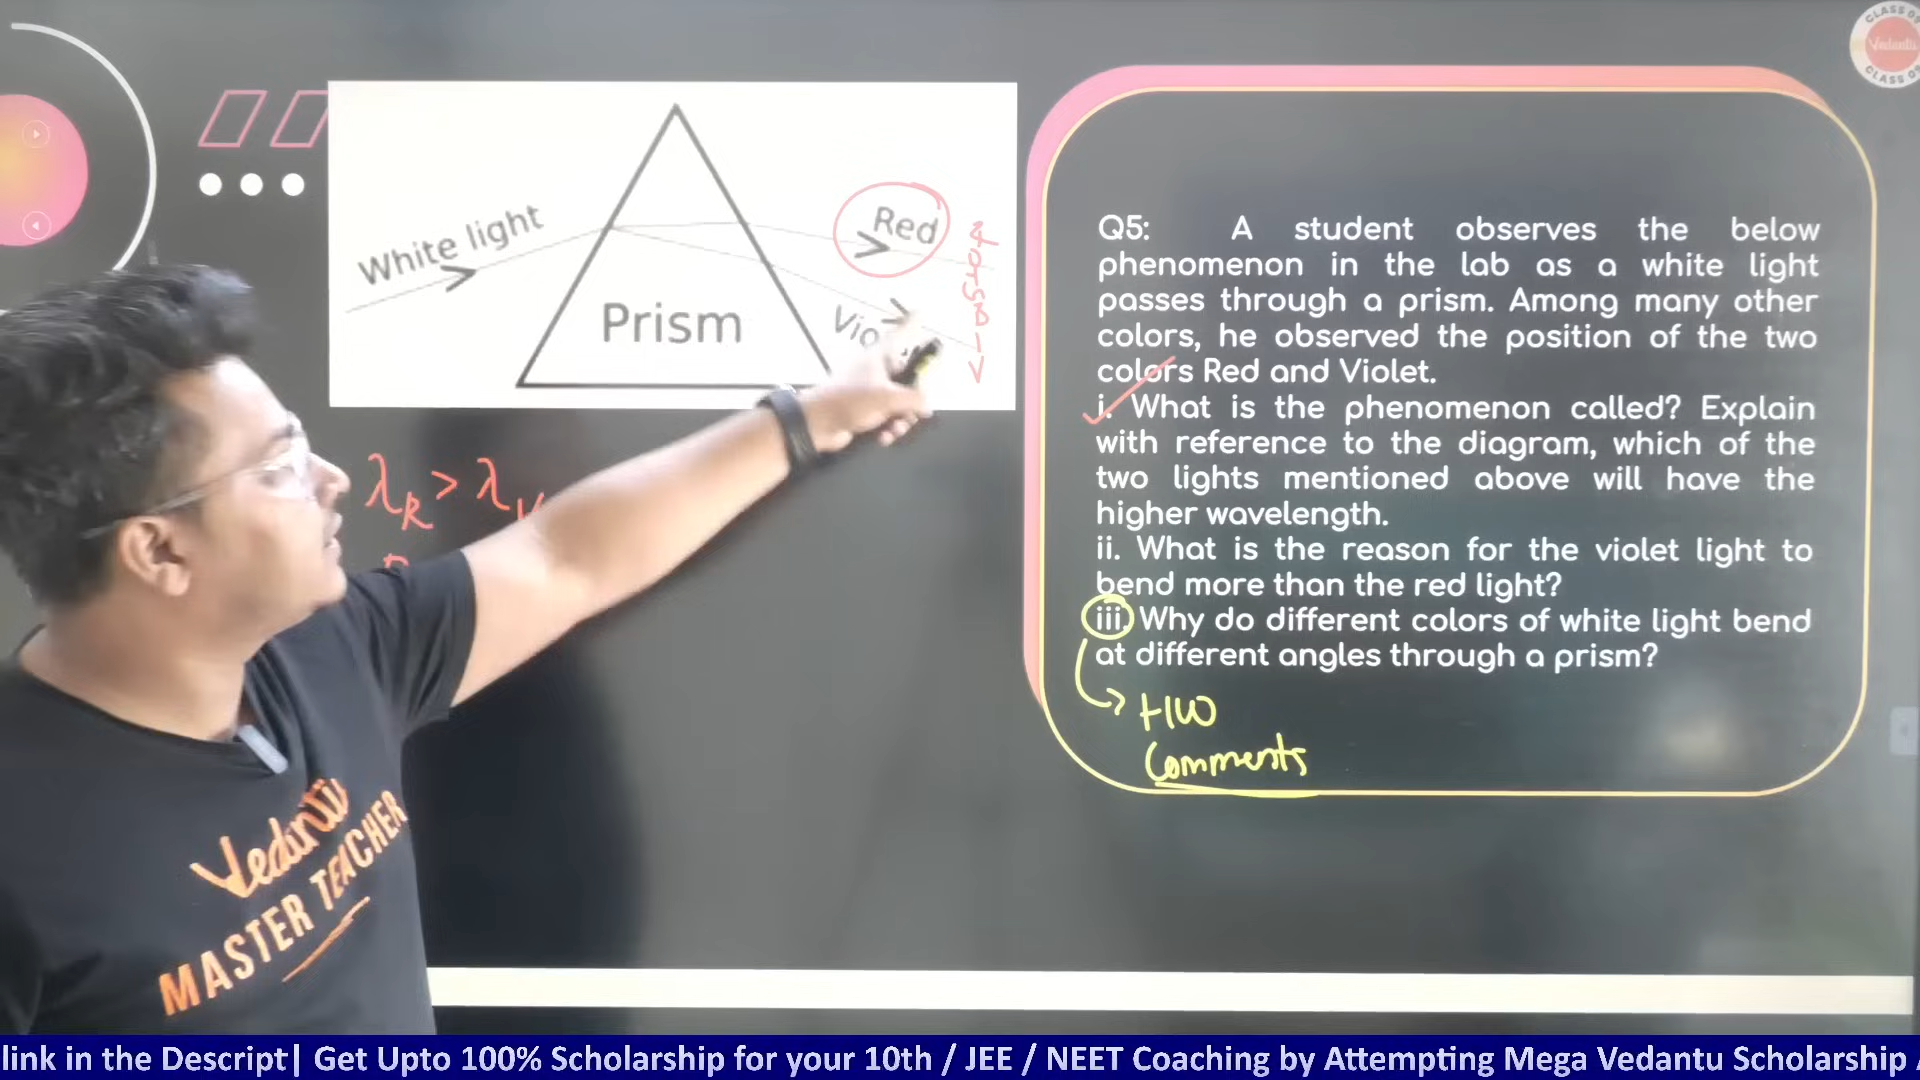 CLASS 09
Vedantu
CLASS 09
White light
Red
Prism
Q5: A student observes the below
phenomenon in the lab as a white light
passes through a prism. Among many other
colors, he observed the position of the two
colors Red and Violet.
i. What is the phenomenon called? Explain
with reference to the diagram, which of the
two lights mentioned above will have the
higher wavelength.
ii. What is the reason for the violet light to
bend more than the red light?
iii. Why do different colors of white light bend
at different angles through a prism?
HW
Comments
λR > λV
Vedantu
MASTER TEACHER
link in the Descript| Get Upto 100% Scholarship for your 10th / JEE / NEET Coaching by Attempting Mega Vedantu Scholarship